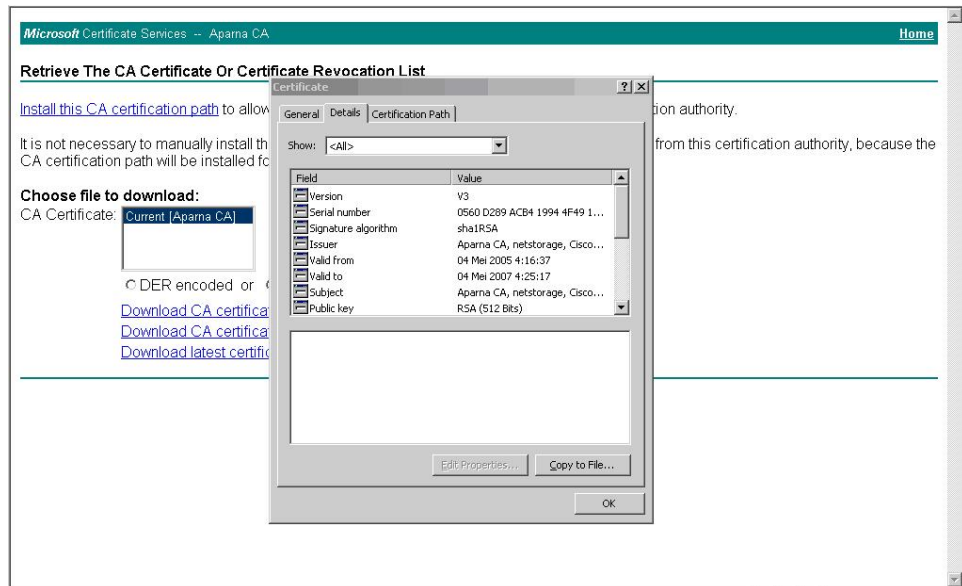 Microsoft Certificate Services -- Aparna CA
Home
Retrieve The CA Certificate Or Certificate Revocation List
Install this CA certification path to allow
tion authority.
It is not necessary to manually install th
from this certification authority, because the
CA certification path will be installed fo
Choose file to download:
CA Certificate:
Current [Aparna CA]
DER encoded or
Download CA certifica
Download CA certifica
Download latest certific
Certificate
General Details Certification Path
Show: <All>
Field Value
Version V3
Serial number 0560 D289 ACB4 1994 4F49 1...
Signature algorithm sha1RSA
Issuer Aparna CA, netstorage, Cisco...
Valid from 04 Mei 2005 4:16:37
Valid to 04 Mei 2007 4:25:17
Subject Aparna CA, netstorage, Cisco...
Public key RSA (512 Bits)
Edit Properties... Copy to File...
OK